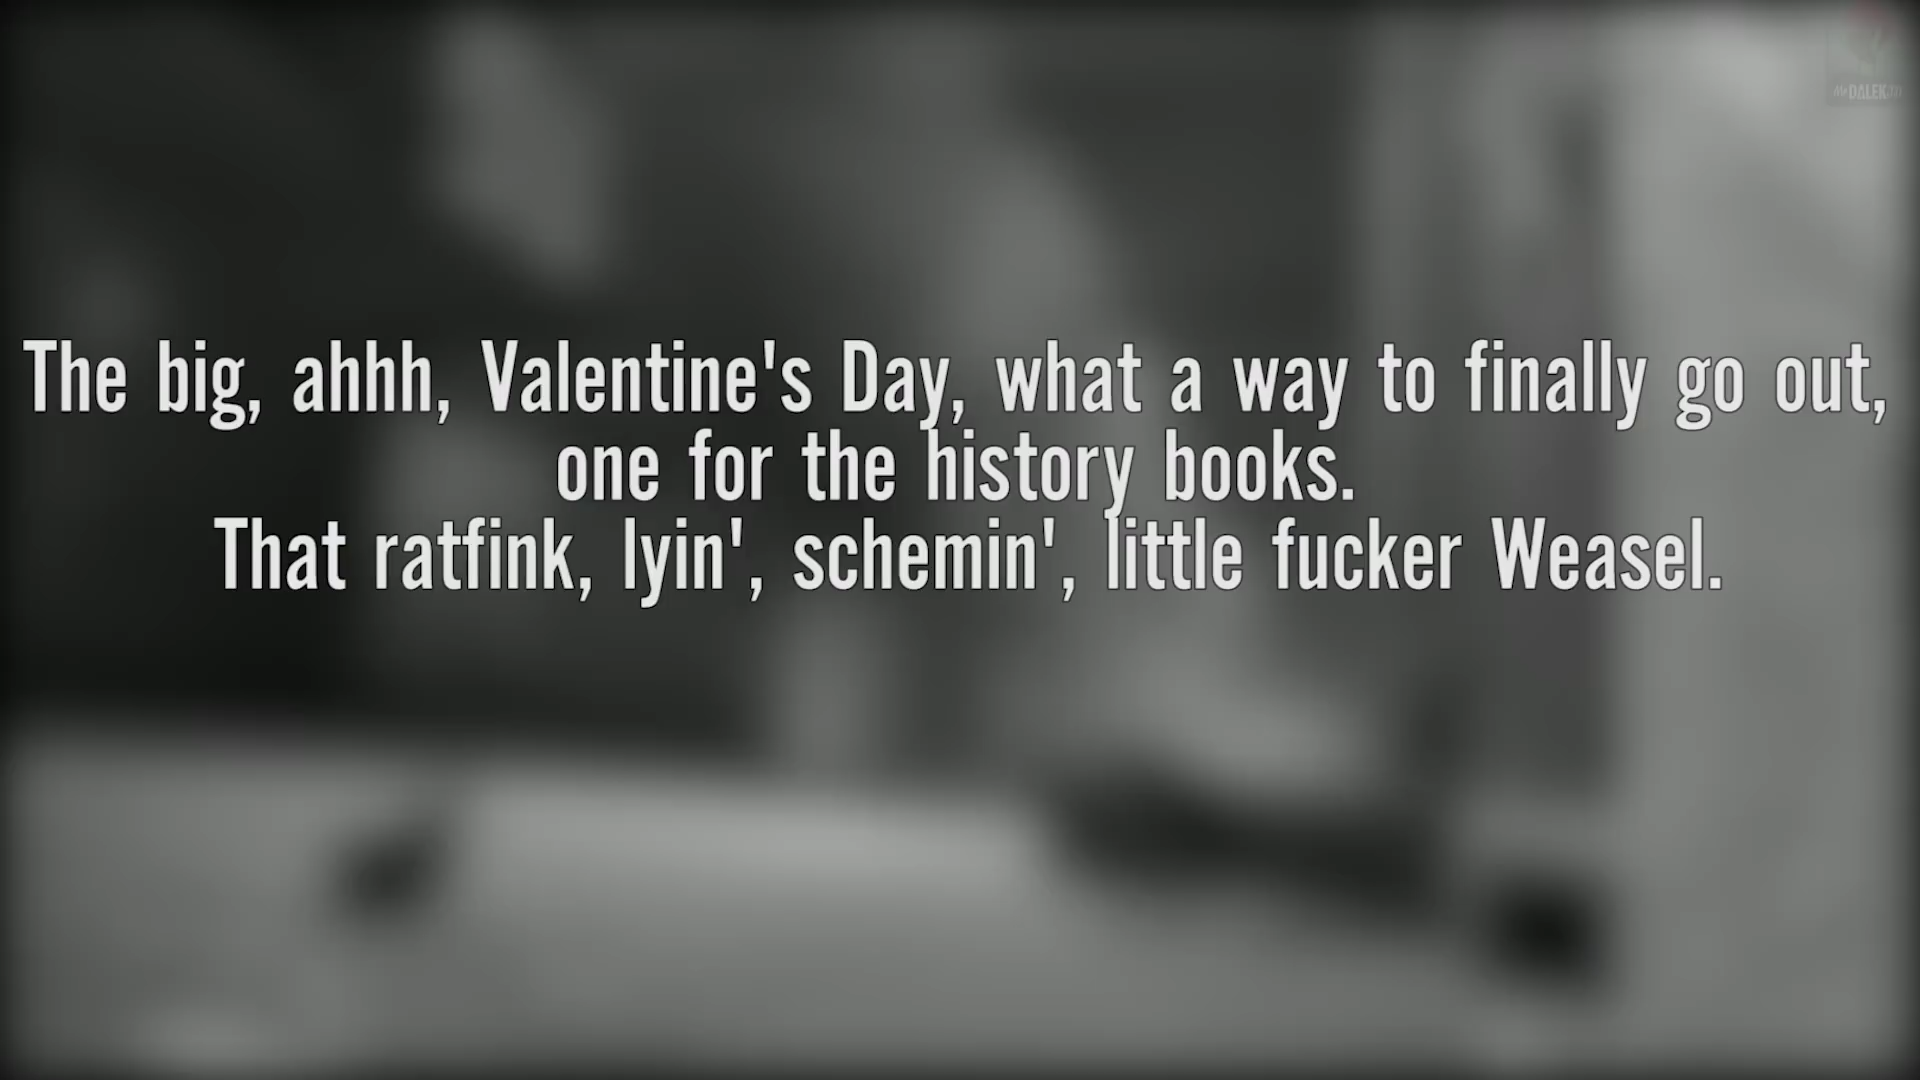 The big, ahhh, Valentine's Day, what a way to finally go out,
one for the history books.
That ratfink, lyin', schemin', little fucker Weasel.